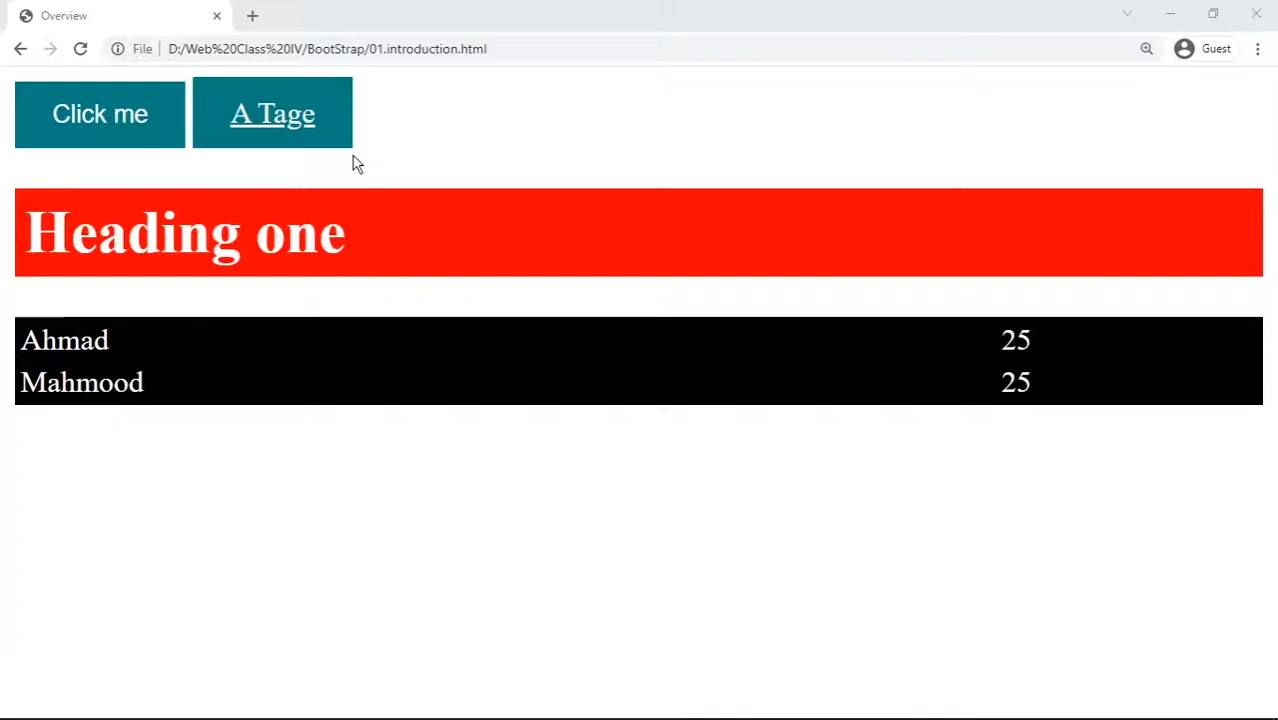 Overview
File D:/Web%20Class%20IV/BootStrap/01.introduction.html Guest
Click me A Tage
Heading one
Ahmad 25
Mahmood 25